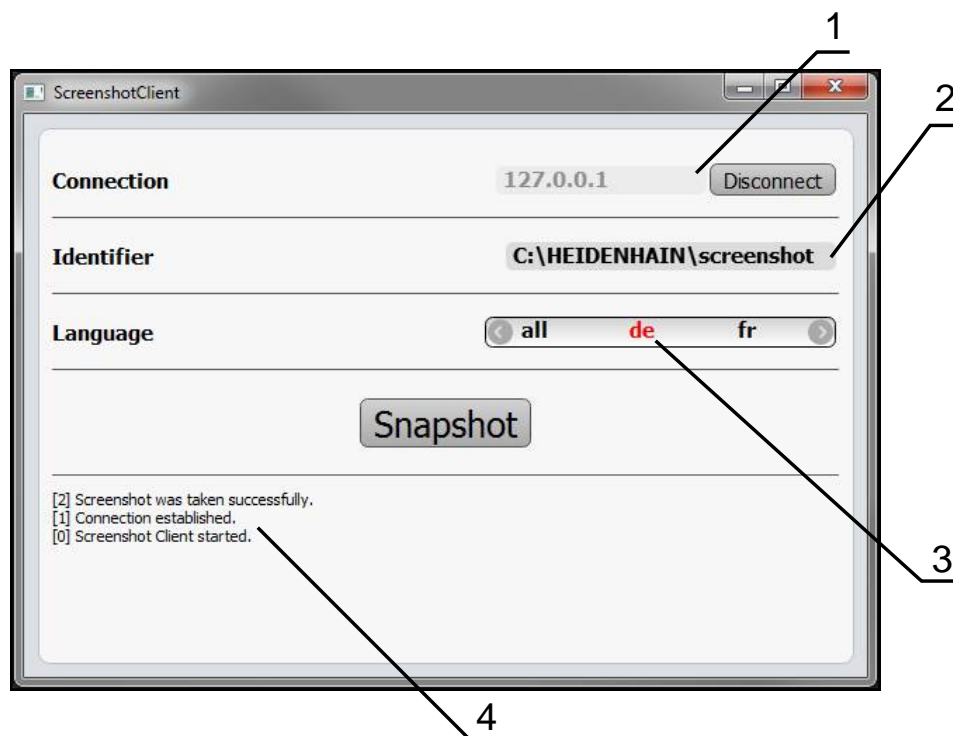 1
ScreenshotClient
2
Connection 127.0.0.1 Disconnect
Identifier C:\HEIDENHAIN\screenshot
Language all de fr
Snapshot
[2] Screenshot was taken successfully.
[1] Connection established.
[0] Screenshot Client started.
3
4